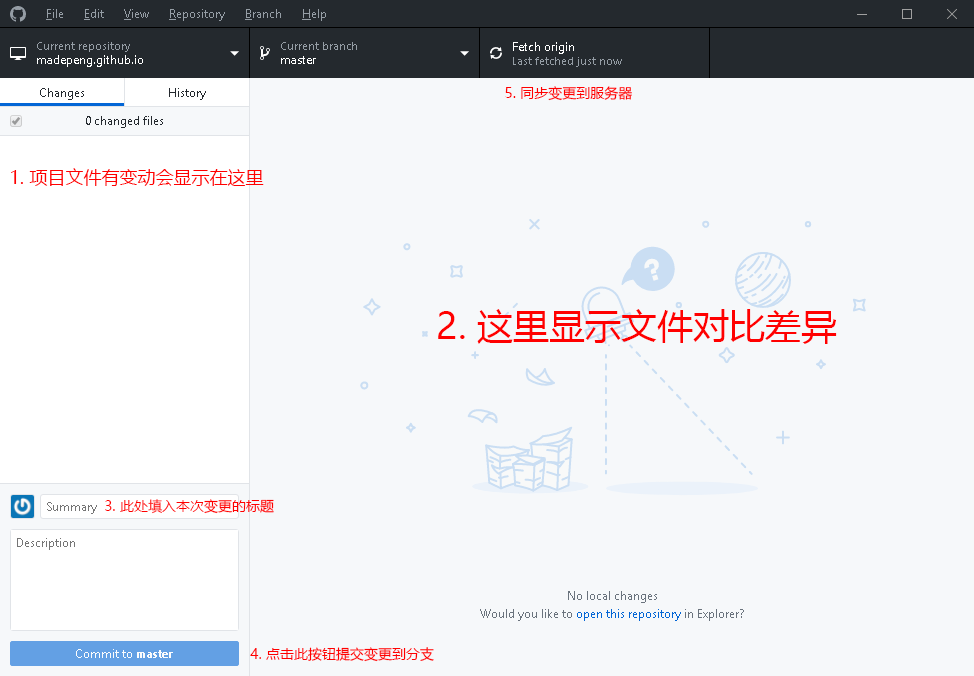 File Edit View Repository Branch Help
Current repository
madepeng.github.io
Current branch
master
Fetch origin
Last fetched just now
Changes History
5. 同步变更到服务器
0 changed files
1. 项目文件有变动会显示在这里
?
2. 这里显示文件对比差异
Summary 3. 此处填入本次变更的标题
Description
No local changes
Would you like to open this repository in Explorer?
Commit to master 4. 点击此按钮提交变更到分支